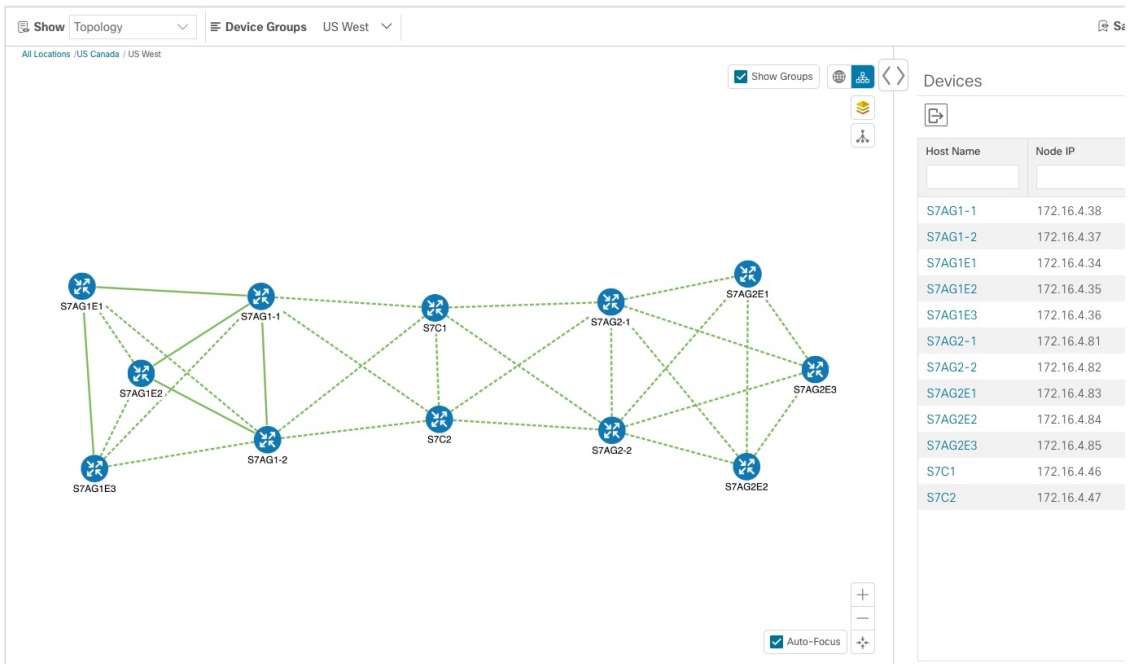 Show Topology Device Groups US West Sa
All Locations /US Canada / US West
Show Groups
Devices
Host Name Node IP
S7AG1-1 172.16.4.38
S7AG1-2 172.16.4.37
S7AG1E1 172.16.4.34
S7AG1E2 172.16.4.35
S7AG1E3 172.16.4.36
S7AG2-1 172.16.4.81
S7AG2-2 172.16.4.82
S7AG2E1 172.16.4.83
S7AG2E2 172.16.4.84
S7AG2E3 172.16.4.85
S7C1 172.16.4.46
S7C2 172.16.4.47
S7AG2E1
S7AG1E1
S7AG1-1
S7AG2-1
S7C1
S7AG2E3
S7AG1E2
S7C2
S7AG2-2
S7AG1-2
S7AG2E2
S7AG1E3
Auto-Focus